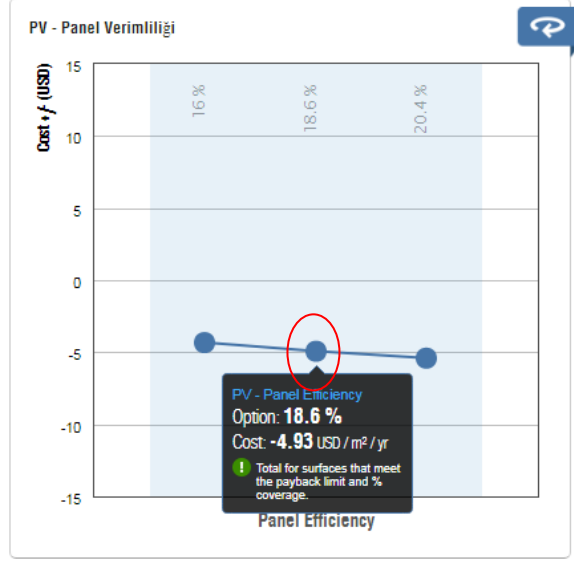 PV - Panel Verimliliği
Cost +/- (USD)
15
10
5
0
-5
-10
-15
16 %
18.6 %
20.4 %
PV - Panel Efficiency
Option: 18.6 %
Cost: -4.93 USD / m² / yr
! Total for surfaces that meet
the payback limit and %
coverage.
Panel Efficiency